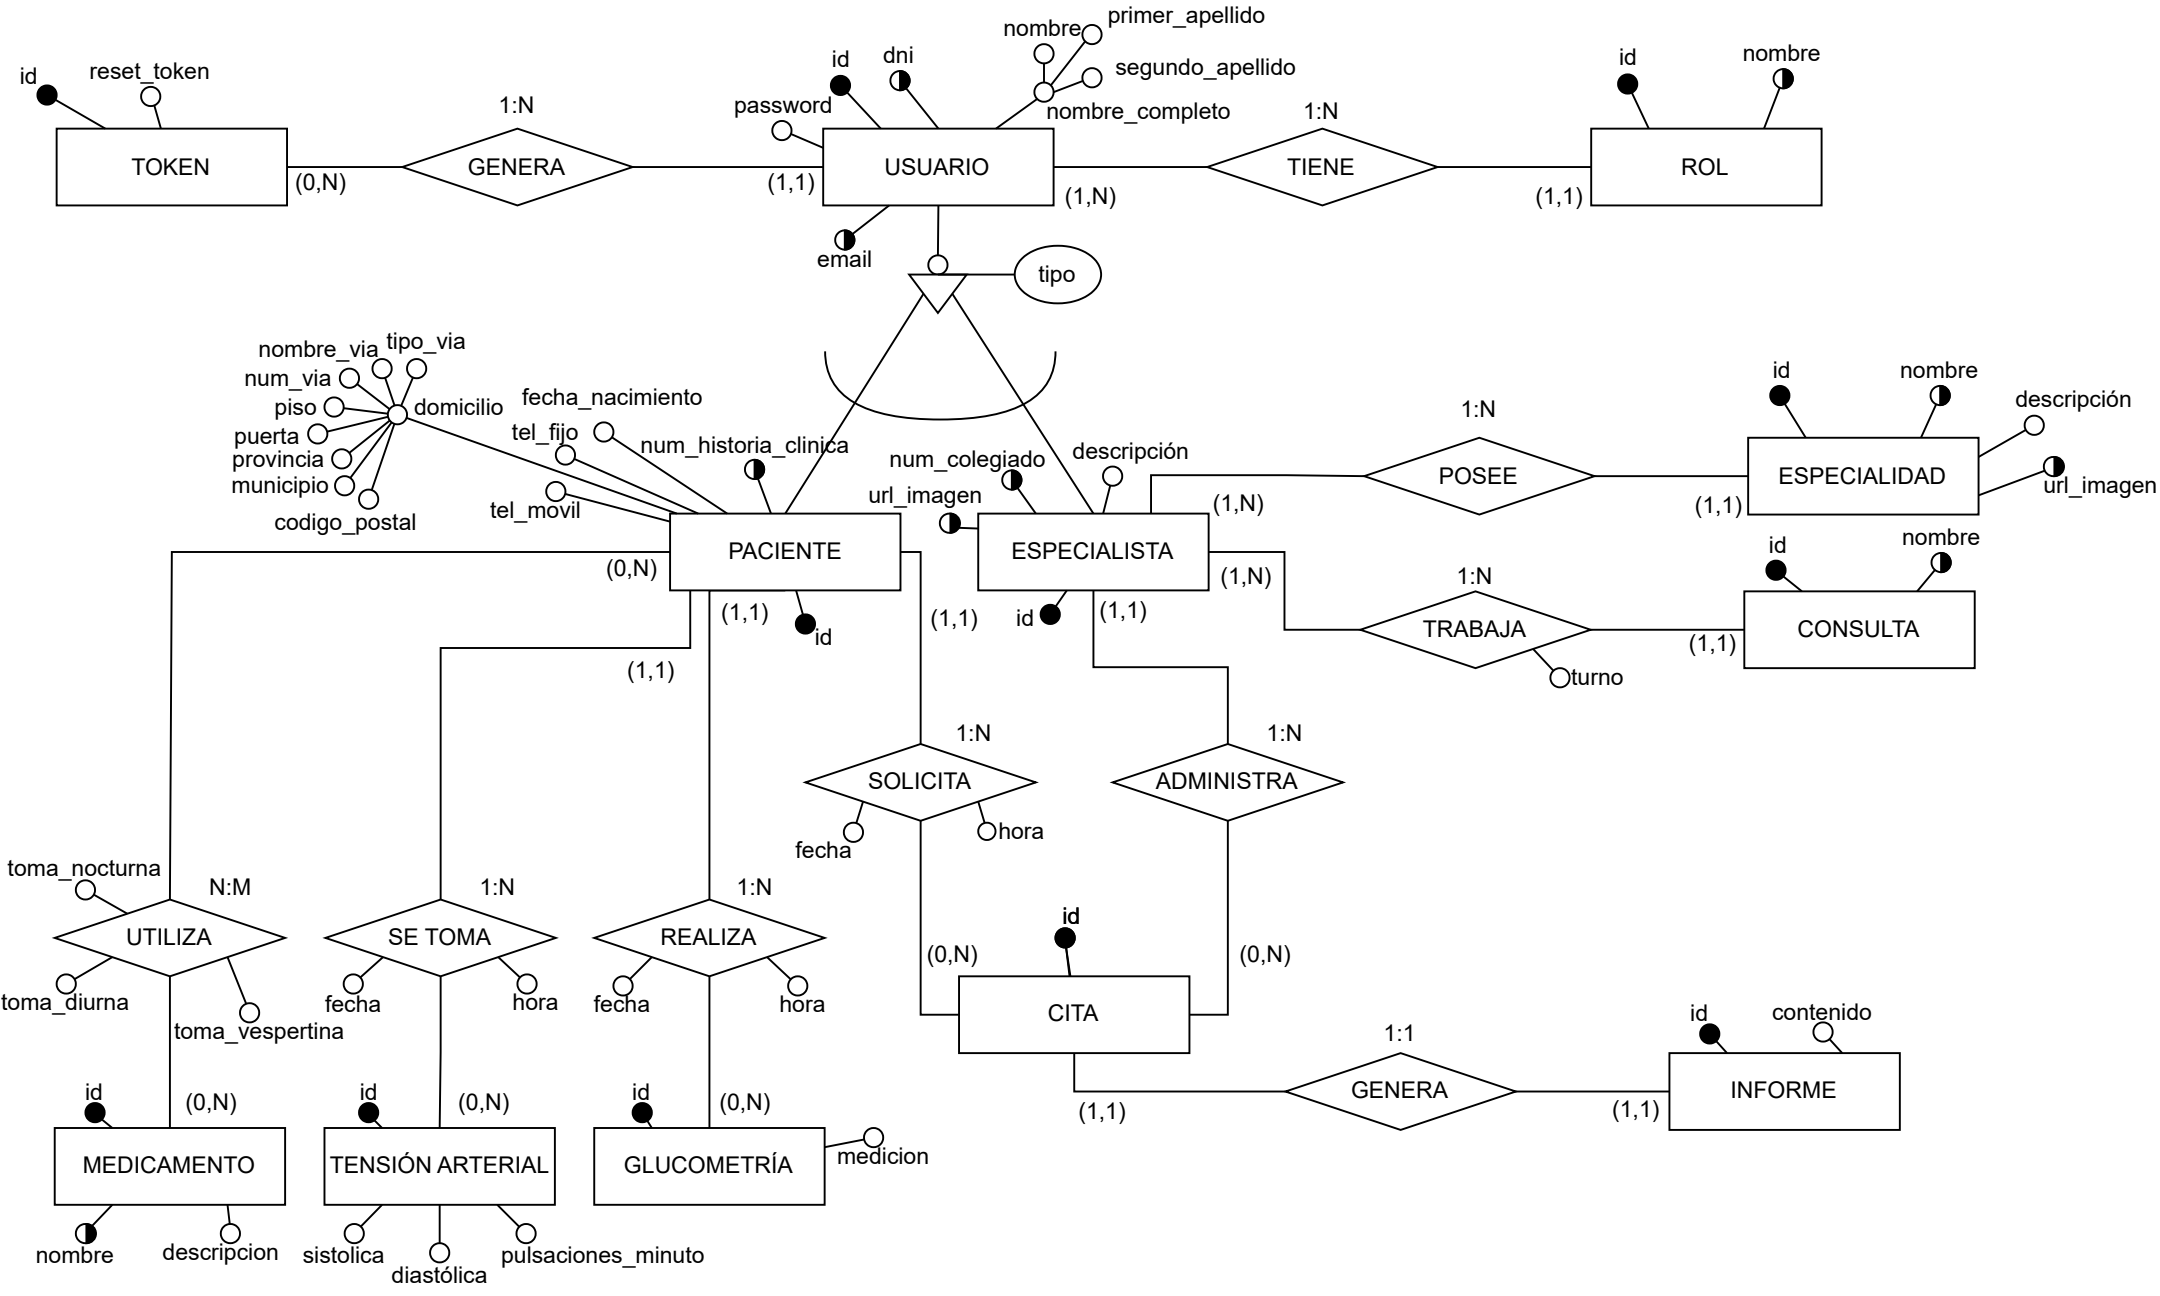 primer_apellido
nombre
segundo_apellido
nombre_completo
id
reset_token
1:N
password
id
dni
1:N
id
nombre
TOKEN
GENERA
USUARIO
TIENE
ROL
(0,N)
(1,1)
(1,N)
(1,1)
email
tipo
nombre_via
tipo_via
num_via
piso
domicilio
puerta
provincia
municipio
codigo_postal
fecha_nacimiento
tel_fijo
num_historia_clinica
tel_movil
num_colegiado
descripción
url_imagen
1:N
id
nombre
descripción
POSEE
ESPECIALIDAD
url_imagen
(1,N)
(1,1)
PACIENTE
ESPECIALISTA
(0,N)
(1,1)
(1,1)
id
(1,1)
id
(1,1)
(1,N)
1:N
id
nombre
TRABAJA
CONSULTA
(1,1)
turno
1:N
1:N
SOLICITA
ADMINISTRA
fecha
hora
toma_nocturna
N:M
1:N
1:N
UTILIZA
SE TOMA
REALIZA
toma_diurna
toma_vespertina
fecha
hora
fecha
hora
(0,N)
id
(0,N)
CITA
1:1
id
contenido
GENERA
INFORME
(1,1)
(1,1)
id
(0,N)
id
(0,N)
id
(0,N)
MEDICAMENTO
TENSIÓN ARTERIAL
GLUCOMETRÍA
medicion
nombre
descripcion
sistolica
diastólica
pulsaciones_minuto